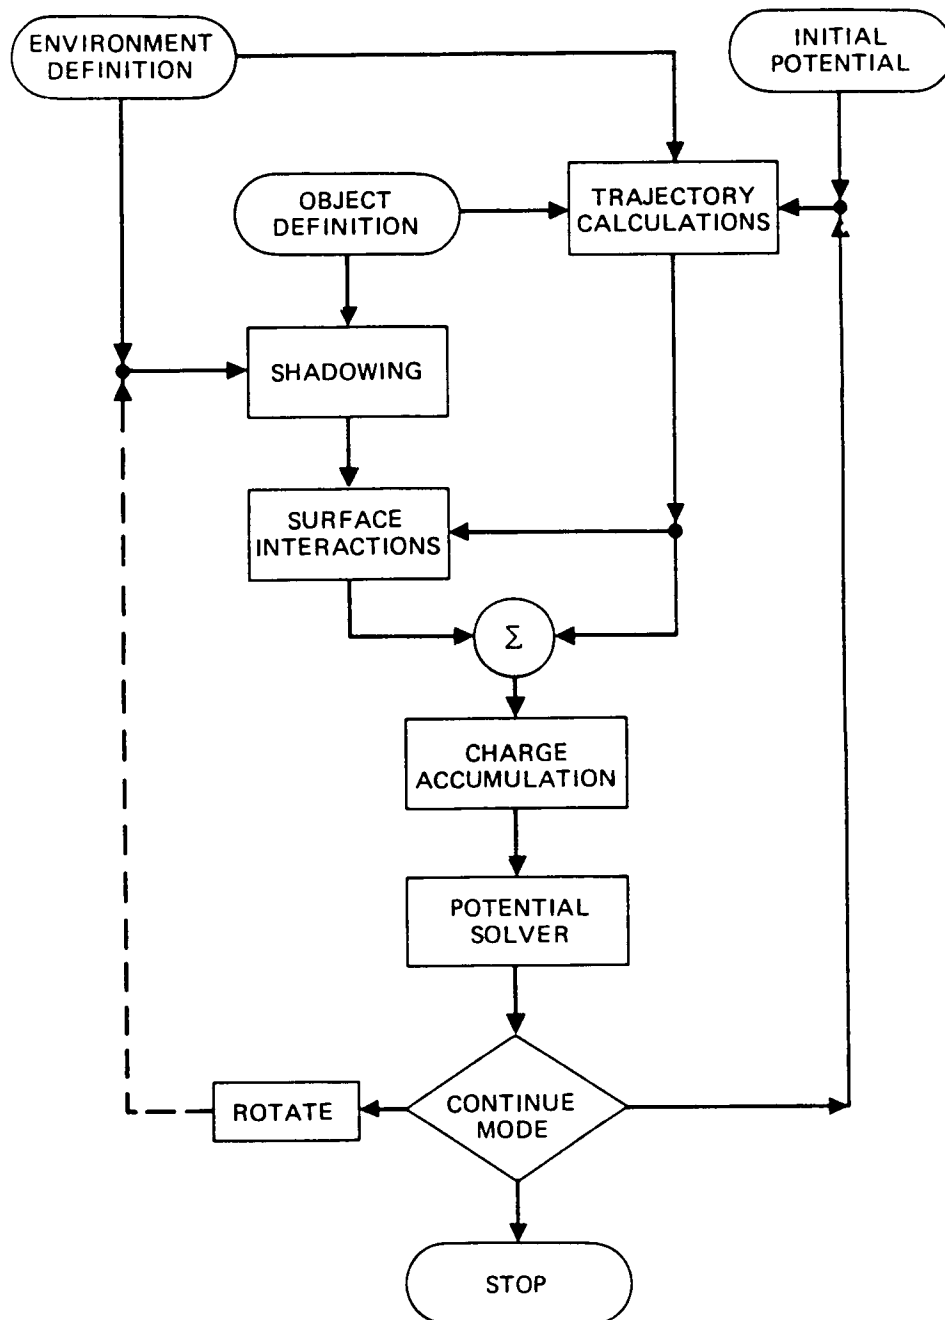 ENVIRONMENT
DEFINITION
INITIAL
POTENTIAL
OBJECT
DEFINITION
TRAJECTORY
CALCULATIONS
SHADOWING
SURFACE
INTERACTIONS
Σ
CHARGE
ACCUMULATION
POTENTIAL
SOLVER
ROTATE
CONTINUE
MODE
STOP